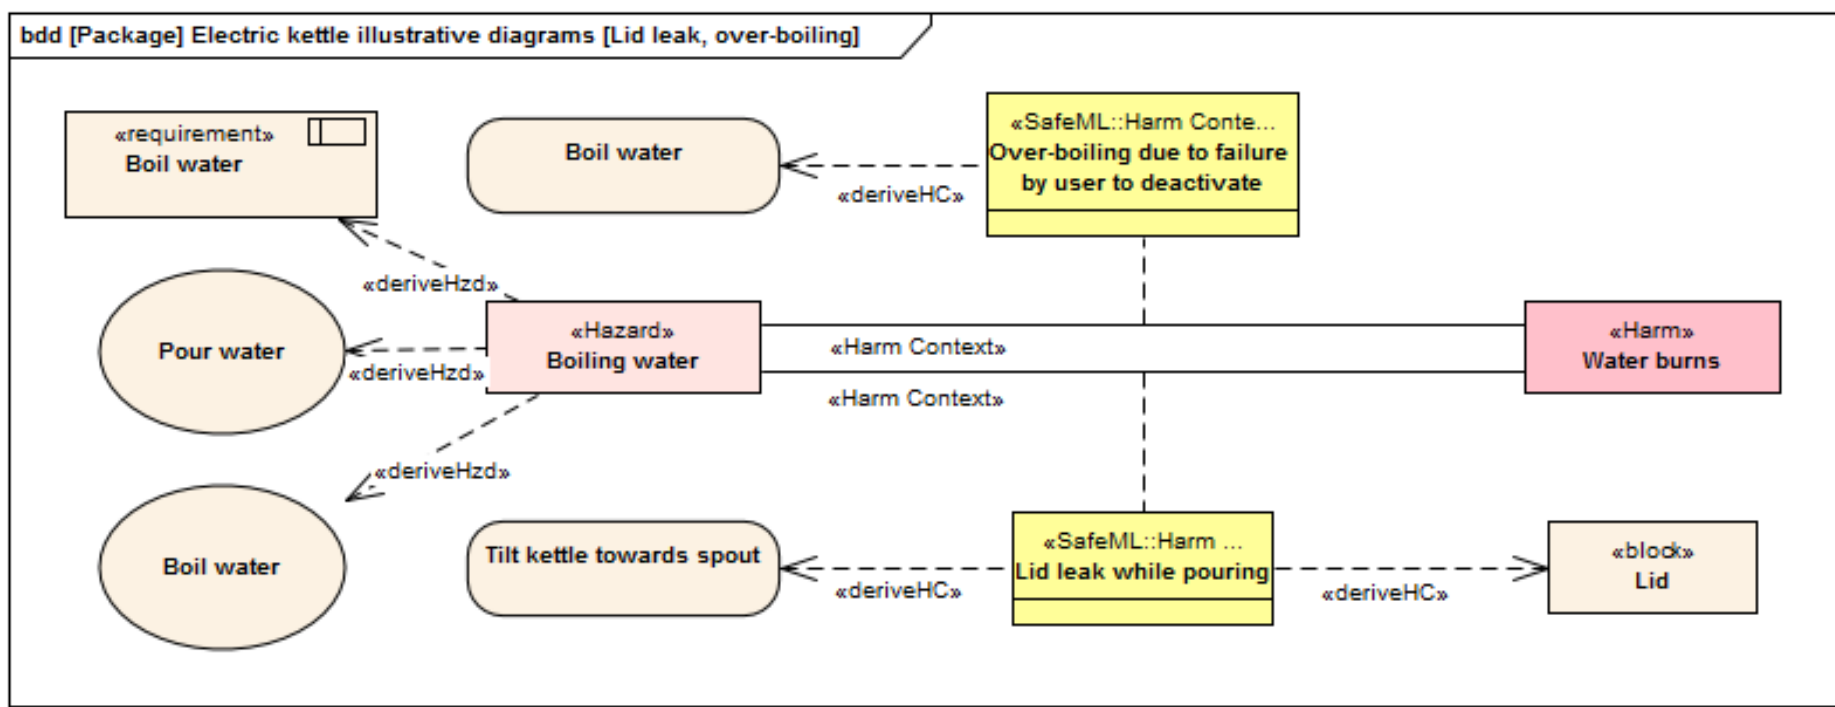 bdd [Package] Electric kettle illustrative diagrams [Lid leak, over-boiling]
«requirement»
Boil water
Boil water
«SafeML::Harm Conte...
Over-boiling due to failure
by user to deactivate
«deriveHC»
«deriveHzd»
Pour water
«deriveHzd»
«Hazard»
Boiling water
«Harm Context»
«Harm Context»
«Harm»
Water burns
«deriveHzd»
Boil water
Tilt kettle towards spout
«deriveHC»
«SafeML::Harm ...
Lid leak while pouring
«deriveHC»
«block»
Lid